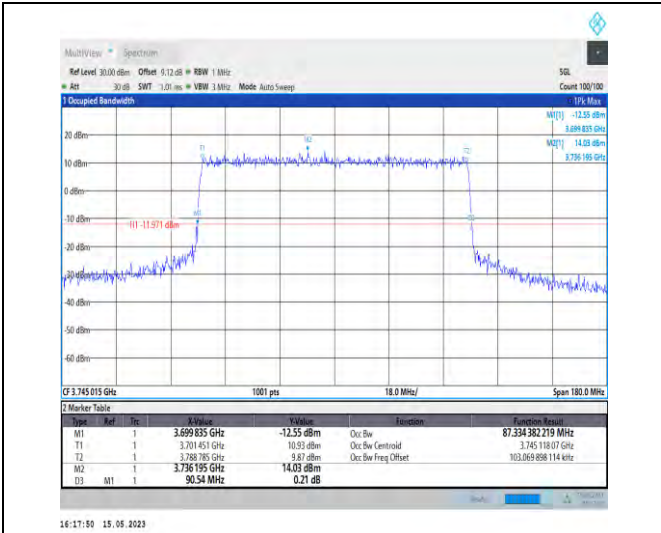 MultiView Spectrum
Ref Level 30.00 dBm Offset 9.12 dB RBW 1 MHz SGL
Att 30 dB SWT 1.01 ms VBW 3 MHz Mode Auto Sweep Count 100/100
1 Occupied Bandwidth 1Pk Max
M1[1] -12.55 dBm
3.699 835 GHz
M2[1] 14.03 dBm
3.736 195 GHz
20 dBm
10 dBm
0 dBm
-10 dBm
H1 -11.971 dBm
-20 dBm
-30 dBm
-40 dBm
-50 dBm
-60 dBm
T1
M2
T2
M1
D3
CF 3.745 015 GHz 1001 pts 18.0 MHz/ Span 180.0 MHz
2 Marker Table
Type Ref Trc X-Value Y-Value Function Function Result
M1 1 3.699 835 GHz -12.55 dBm Occ Bw 87.334 382 219 MHz
T1 1 3.701 451 GHz 10.93 dBm Occ Bw Centroid 3.745 118 07 GHz
T2 1 3.788 785 GHz 9.87 dBm Occ Bw Freq Offset 103.069 898 114 kHz
M2 1 3.736 195 GHz 14.03 dBm
D3 M1 1 90.54 MHz 0.21 dB
16:17:50 15.05.2023